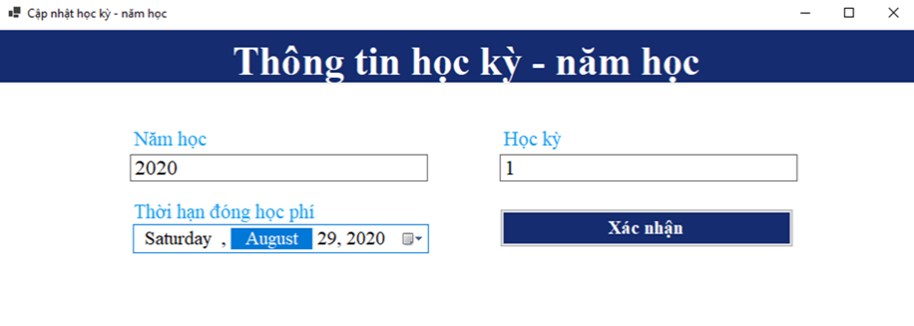 Cập nhật học kỳ - năm học
Thông tin học kỳ - năm học
Năm học
Học kỳ
2020
1
Thời hạn đóng học phí
Saturday , August 29, 2020
Xác nhận